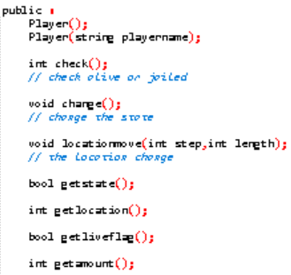 public :
Player();
Player(string playername);
int check();
// check alive or jailed
void change();
// change the state
void locationmove(int step,int length);
// the location change
bool getstate();
int getlocation();
bool getliveflag();
int getamount();